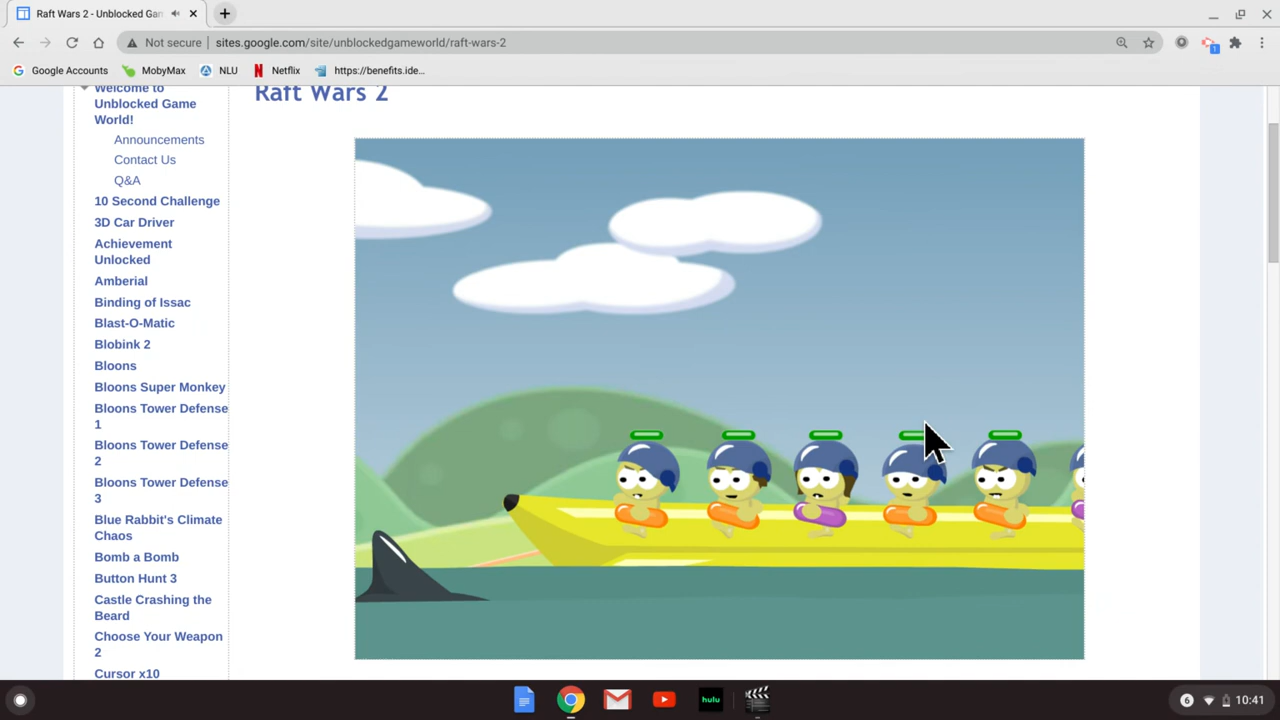 Raft Wars 2 - Unblocked Gam
Not secure
sites.google.com/site/unblockedgameworld/raft-wars-2
1
Google Accounts
MobyMax
NLU
Netflix
https://benefits.ide...
Welcome to
Unblocked Game
World!
Announcements
Contact Us
Q&A
10 Second Challenge
3D Car Driver
Achievement
Unlocked
Amberial
Binding of Issac
Blast-O-Matic
Blobink 2
Bloons
Bloons Super Monkey
Bloons Tower Defense
1
Bloons Tower Defense
2
Bloons Tower Defense
3
Blue Rabbit's Climate
Chaos
Bomb a Bomb
Button Hunt 3
Castle Crashing the
Beard
Choose Your Weapon
2
Cursor x10
Raft Wars 2
hulu
6
10:41